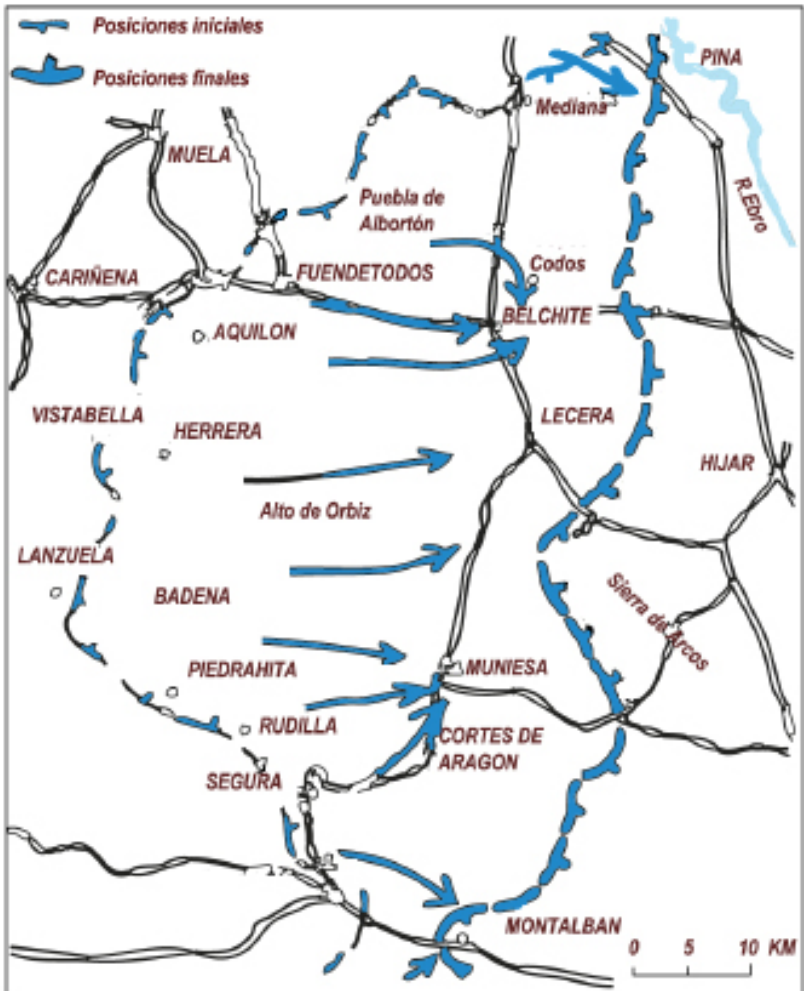 Posiciones iniciales
Posiciones finales
PINA
Mediana
MUELA
R.Ebro
Puebla de
Albortón
CARIÑENA
FUENDETODOS
Codos
BELCHITE
AQUILON
VISTABELLA
HERRERA
LECERA
HIJAR
Alto de Orbiz
LANZUELA
BADENA
Sierra de Arcos
PIEDRAHITA
MUNIESA
RUDILLA
CORTES DE
ARAGON
SEGURA
MONTALBAN
0 5 10 KM